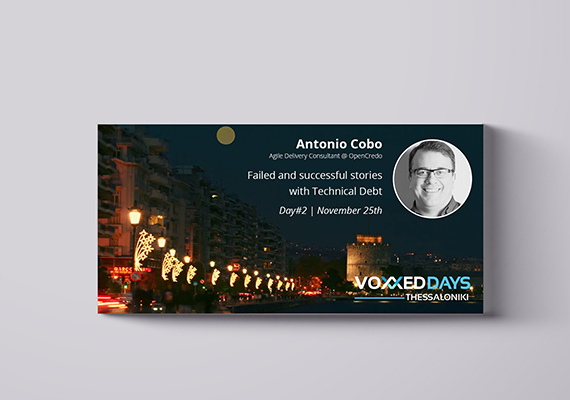 Antonio Cobo
Agile Delivery Consultant @ OpenCredo
Failed and successful stories
with Technical Debt
Day#2 | November 25th
VOXXED DAYS
THESSALONIKI